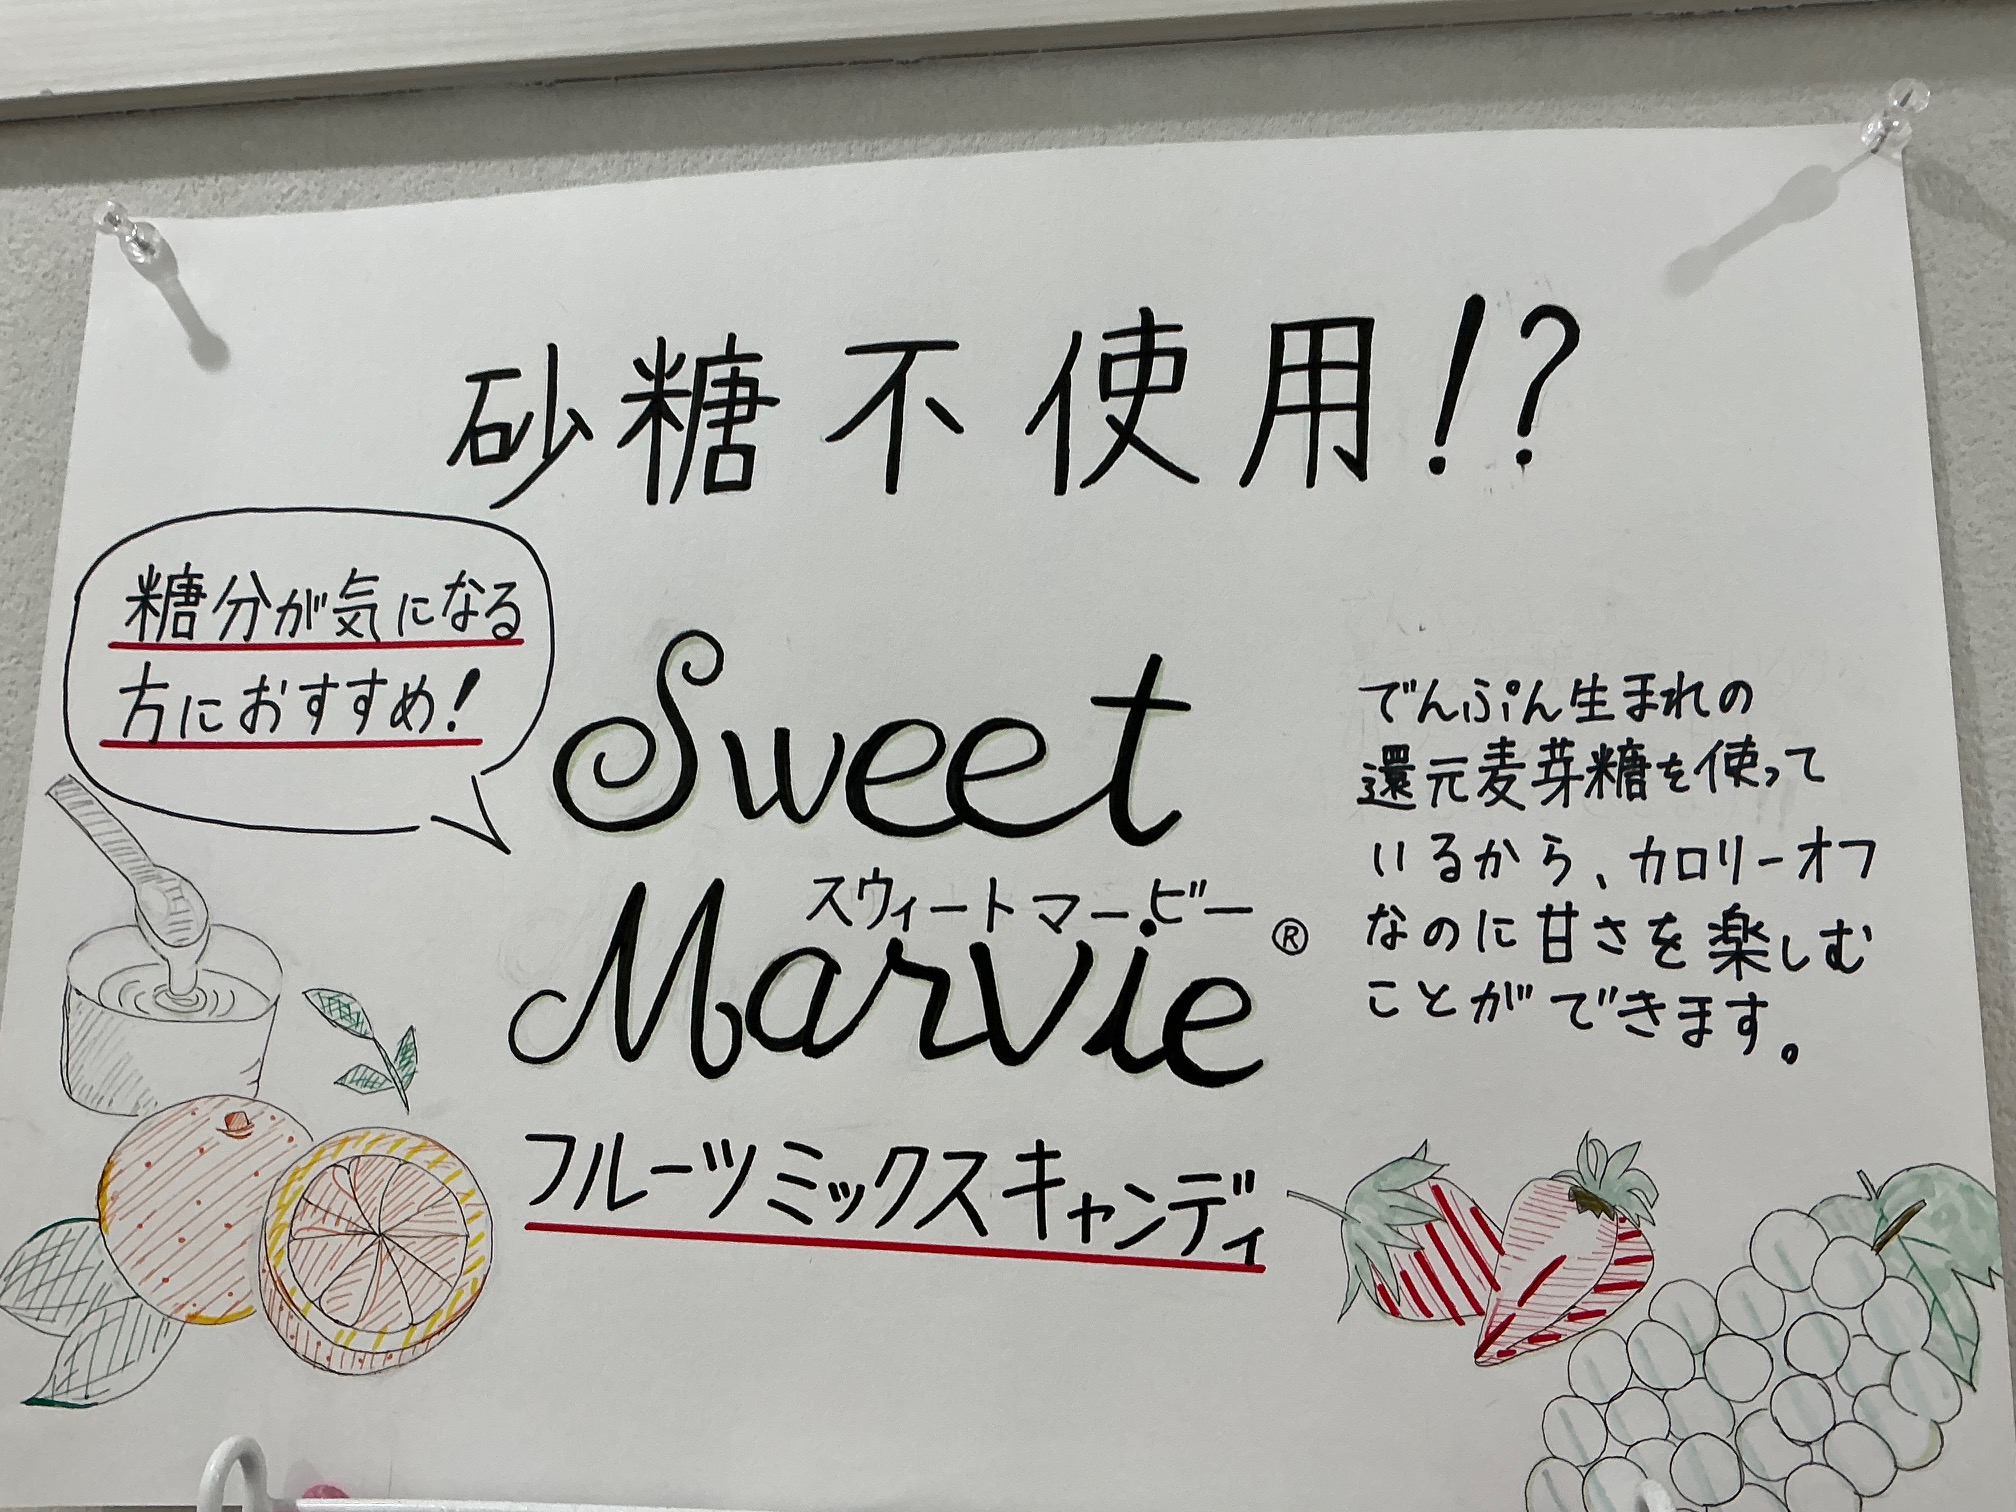 砂糖不使用!?
糖分が気になる
方におすすめ!
Sweet
スウィートマービー
Marvie®
フルーツミックスキャンディ
でんぷん生まれの
還元麦芽糖を使って
いるから、カロリーオフ
なのに甘さを楽しむ
ことができます。